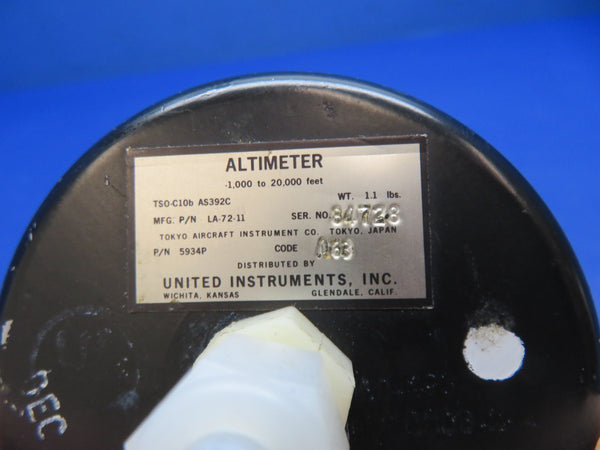 ALTIMETER
-1,000 to 20,000 feet
TSO-C10b AS392C WT. 1.1 lbs.
MFG. P/N LA-72-11 SER. NO. 84728
TOKYO AIRCRAFT INSTRUMENT CO. TOKYO, JAPAN
P/N 5934P CODE
DISTRIBUTED BY
UNITED INSTRUMENTS, INC.
WICHITA, KANSAS GLENDALE, CALIF.
DEC